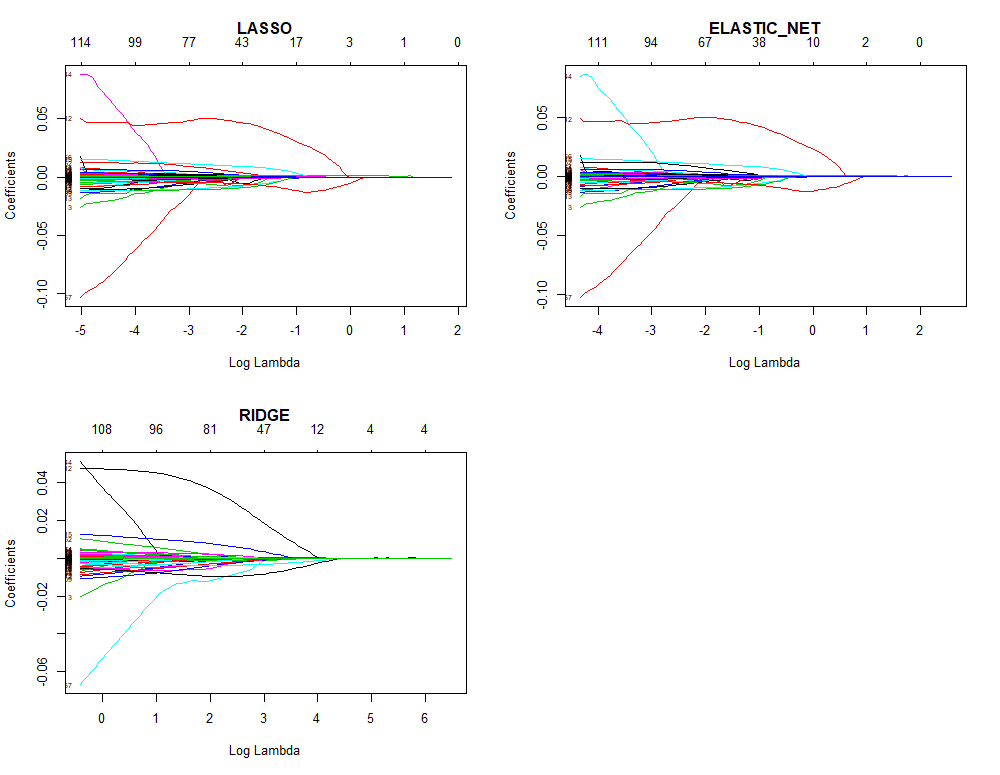 LASSO
114 99 77 43 17 3 1 0
Coefficients
0.05
0.00
-0.05
-0.10
-5 -4 -3 -2 -1 0 1 2
Log Lambda
ELASTIC_NET
111 94 67 38 10 2 0
Coefficients
0.05
0.00
-0.05
-0.10
-4 -3 -2 -1 0 1 2
Log Lambda
RIDGE
108 96 81 47 12 4 4
Coefficients
0.04
0.02
-0.02
-0.06
0 1 2 3 4 5 6
Log Lambda